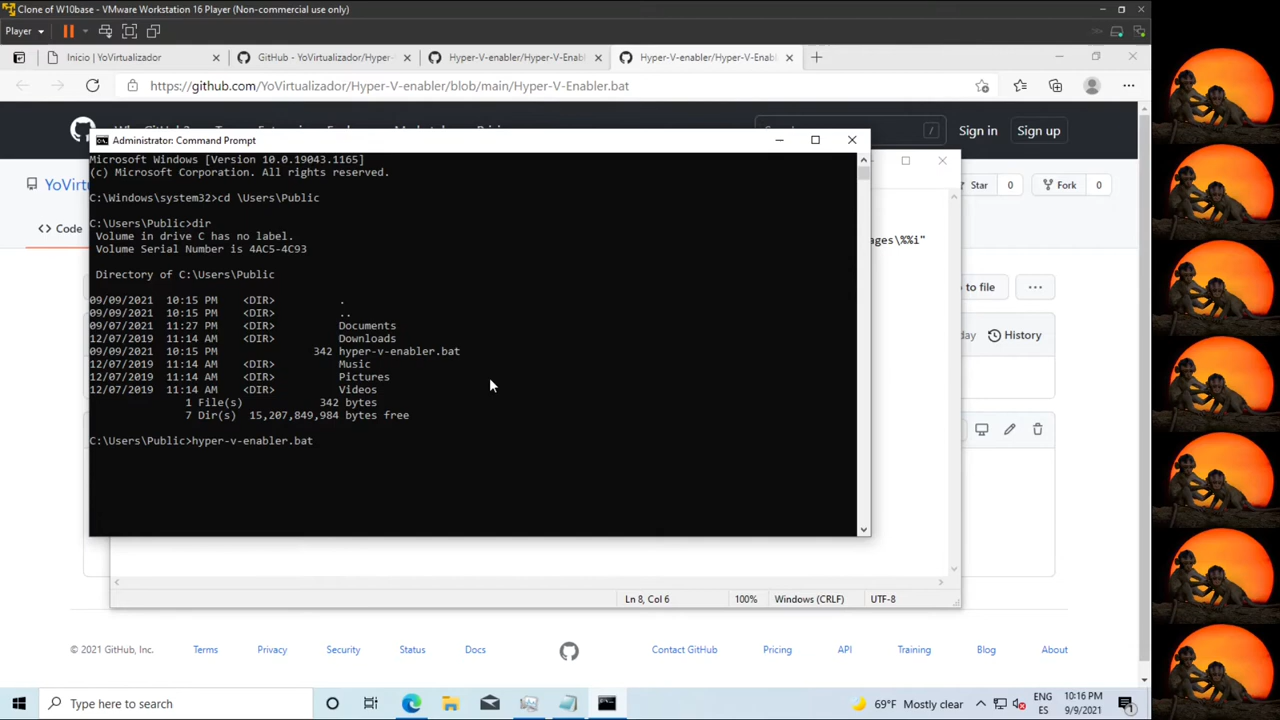 Clone of W10base - VMware Workstation 16 Player (Non-commercial use only)
Player
Inicio | YoVirtualizador
GitHub - YoVirtualizador/Hyper-
Hyper-V-enabler/Hyper-V-Enabl
Hyper-V-enabler/Hyper-V-Enabl
https://github.com/YoVirtualizador/Hyper-V-enabler/blob/main/Hyper-V-Enabler.bat
/
Sign in
Sign up
Administrator: Command Prompt
Microsoft Windows [Version 10.0.19043.1165]
(c) Microsoft Corporation. All rights reserved.
YoVirtu
Star
0
Fork
0
C:\Windows\system32>cd \Users\Public
C:\Users\Public>dir
Code
Volume in drive C has no label.
ages\%%i"
Volume Serial Number is 4AC5-4C93
Directory of C:\Users\Public
o to file
09/09/2021 10:15 PM <DIR> .
09/09/2021 10:15 PM <DIR> ..
09/07/2021 11:27 PM <DIR> Documents
12/07/2019 11:14 AM <DIR> Downloads
day
History
09/09/2021 10:15 PM 342 hyper-v-enabler.bat
12/07/2019 11:14 AM <DIR> Music
12/07/2019 11:14 AM <DIR> Pictures
12/07/2019 11:14 AM <DIR> Videos
1 File(s) 342 bytes
7 Dir(s) 15,207,849,984 bytes free
C:\Users\Public>hyper-v-enabler.bat
Ln 8, Col 6
100%
Windows (CRLF)
UTF-8
© 2021 GitHub, Inc.
Terms
Privacy
Security
Status
Docs
Contact GitHub
Pricing
API
Training
Blog
About
Type here to search
69°F Mostly clear
ENG
ES
10:16 PM
9/9/2021
1